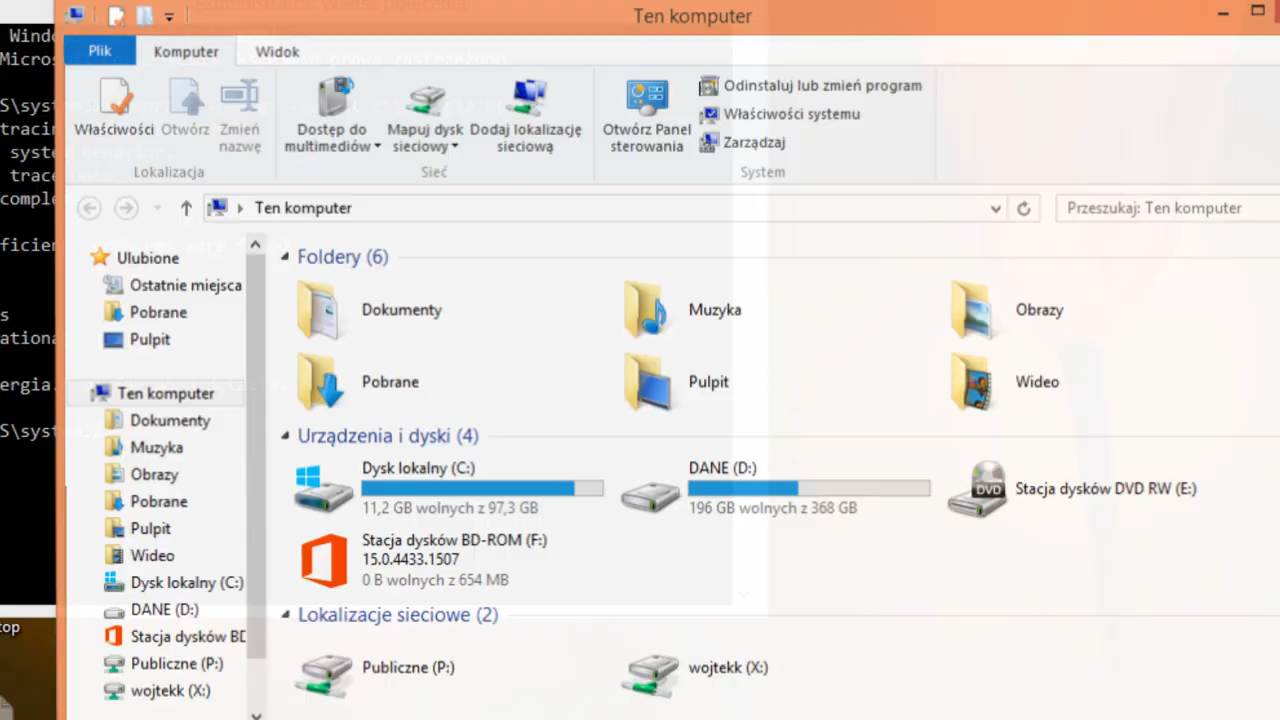 Ten komputer
Plik
Komputer
Widok
Właściwości
Otwórz
Zmień
nazwę
Dostęp do
multimediów
Mapuj dysk
sieciowy
Dodaj lokalizację
sieciową
Otwórz Panel
sterowania
Odinstaluj lub zmień program
Właściwości systemu
Zarządzaj
Lokalizacja
Sieć
System
Ten komputer
Przeszukaj: Ten komputer
Ulubione
Ostatnie miejsca
Pobrane
Pulpit
Ten komputer
Dokumenty
Muzyka
Obrazy
Pobrane
Pulpit
Wideo
Dysk lokalny (C:)
DANE (D:)
Stacja dysków BD
Publiczne (P:)
wojtekk (X:)
Foldery (6)
Dokumenty
Muzyka
Obrazy
Pobrane
Pulpit
Wideo
Urządzenia i dyski (4)
Dysk lokalny (C:)
11,2 GB wolnych z 97,3 GB
DANE (D:)
196 GB wolnych z 368 GB
DVD
Stacja dysków DVD RW (E:)
Stacja dysków BD-ROM (F:)
15.0.4433.1507
0 B wolnych z 654 MB
Lokalizacje sieciowe (2)
Publiczne (P:)
wojtekk (X:)
Windo
Micros
S\syst
tracin
system
trace
comple
ficien
s
ationa
ergia.
S\syst
top